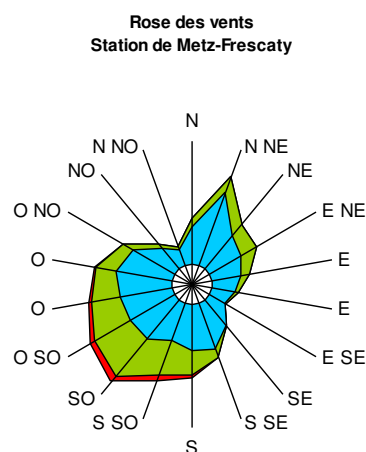 Rose des vents
Station de Metz-Frescaty
N
N NO
N NE
NO
NE
O NO
E NE
O
E
O
E
O SO
E SE
SO
SE
S SO
S SE
S